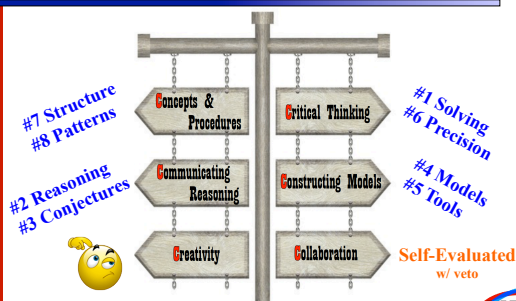 #7 Structure
#8 Patterns
Concepts &
Procedures
Critical Thinking
#1 Solving
#6 Precision
#2 Reasoning
#3 Conjectures
Communicating
Reasoning
Constructing Models
#4 Models
#5 Tools
Creativity
Collaboration
Self-Evaluated
w/ veto